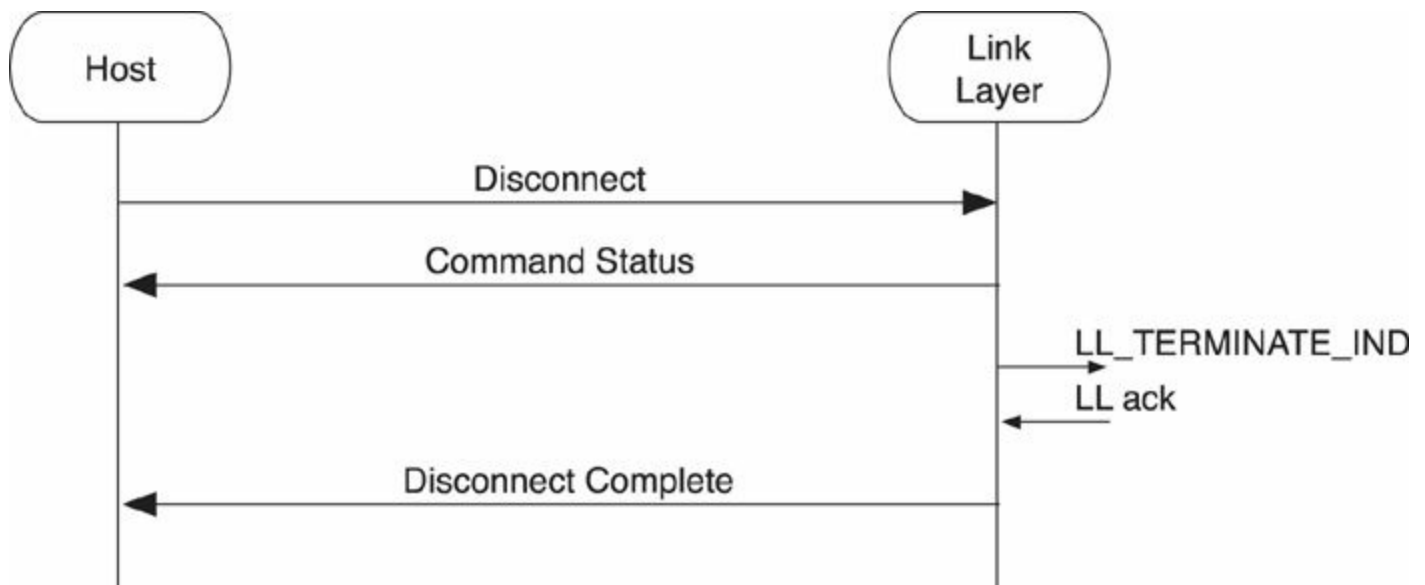 Host
Link
Layer
Disconnect
Command Status
LL_TERMINATE_IND
LL ack
Disconnect Complete